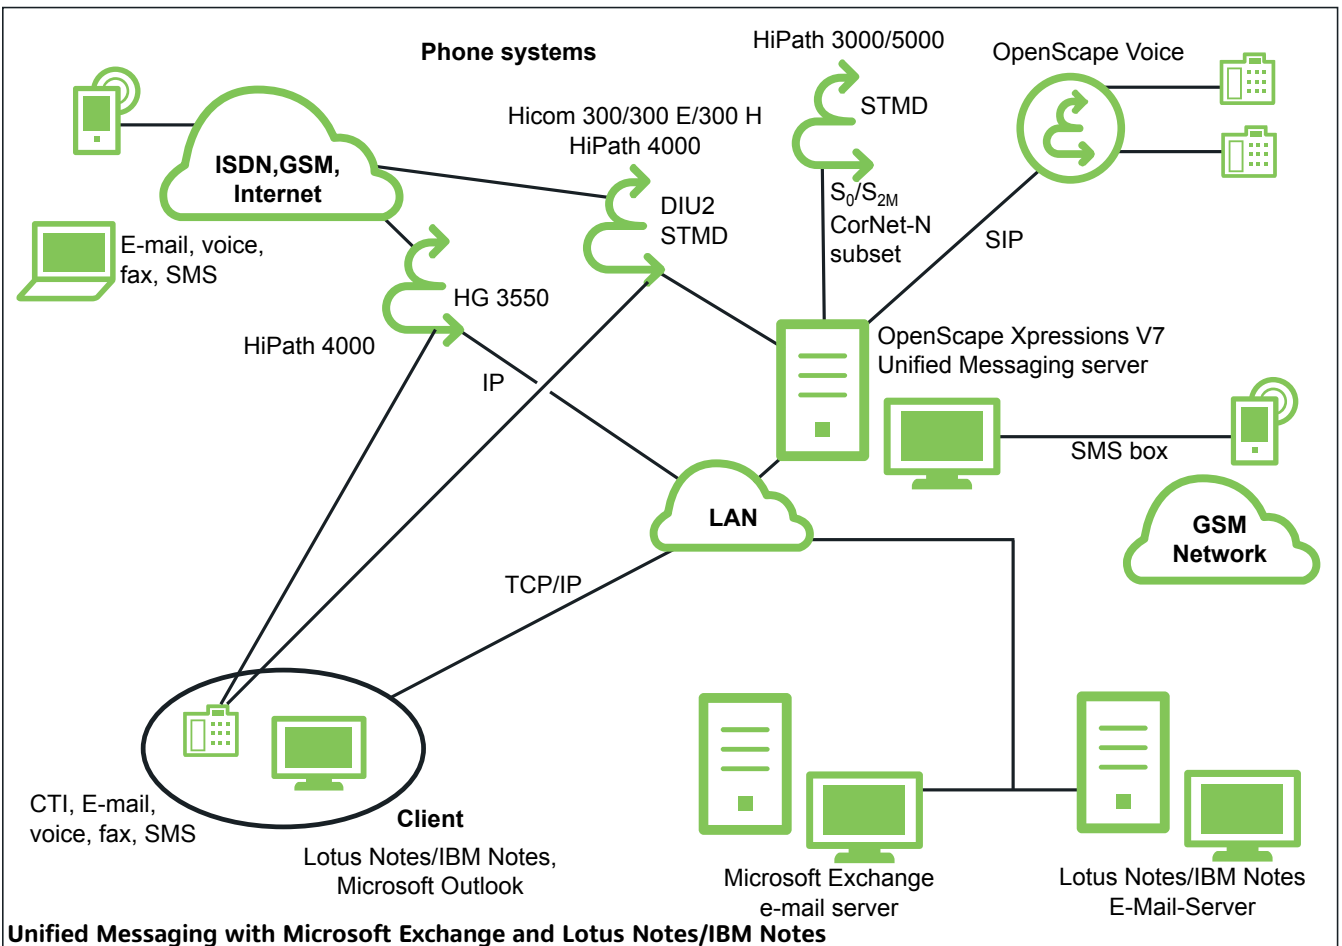 Phone systems
HiPath 3000/5000
OpenScape Voice
STMD
Hicom 300/300 E/300 H
HiPath 4000
ISDN,GSM,
Internet
DIU2
STMD
S0/S2M
CorNet-N
subset
SIP
E-mail, voice,
fax, SMS
HG 3550
HiPath 4000
IP
OpenScape Xpressions V7
Unified Messaging server
SMS box
LAN
GSM
Network
TCP/IP
CTI, E-mail,
voice, fax, SMS
Client
Lotus Notes/IBM Notes,
Microsoft Outlook
Microsoft Exchange
e-mail server
Lotus Notes/IBM Notes
E-Mail-Server
Unified Messaging with Microsoft Exchange and Lotus Notes/IBM Notes